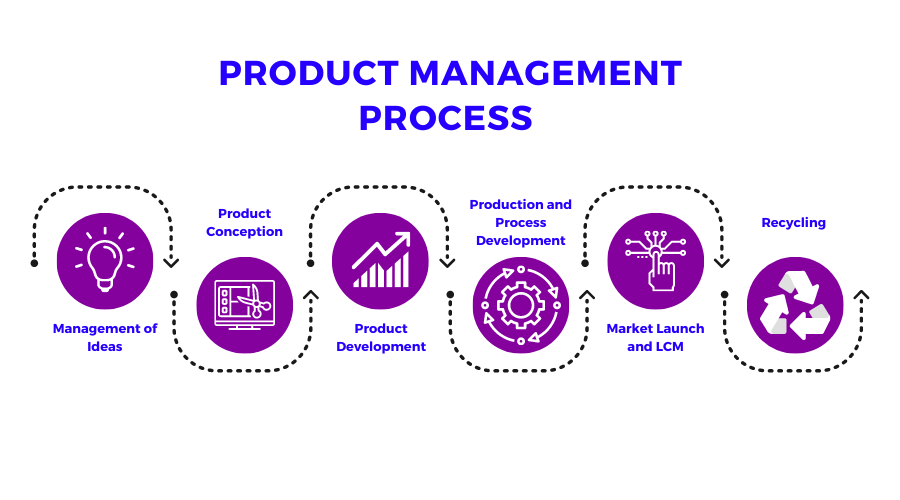 PRODUCT MANAGEMENT
PROCESS
Management of
Ideas
Product
Conception
Product
Development
Production and
Process
Development
Market Launch
and LCM
Recycling